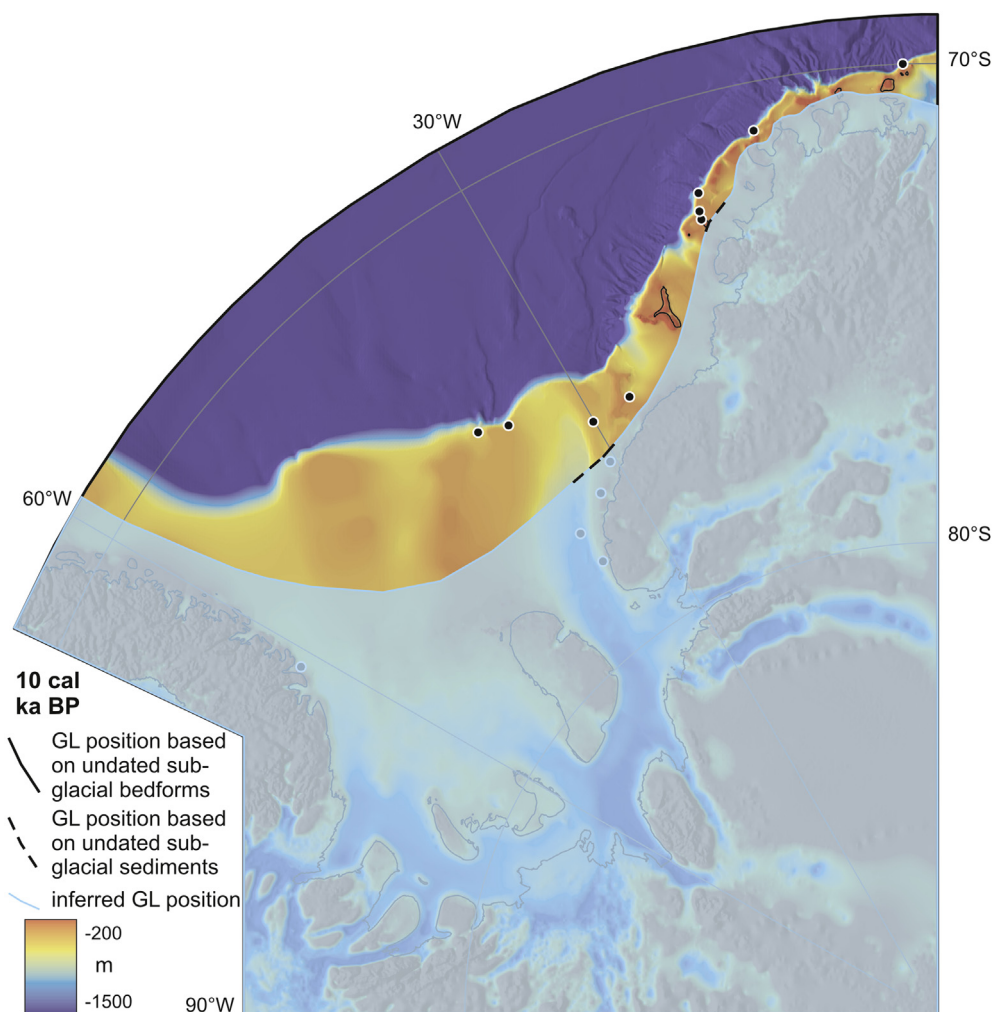 70°S
30°W
60°W
80°S
10 cal
ka BP
GL position based
on undated sub-
glacial bedforms
GL position based
on undated sub-
glacial sediments
inferred GL position
-200
m
-1500
90°W